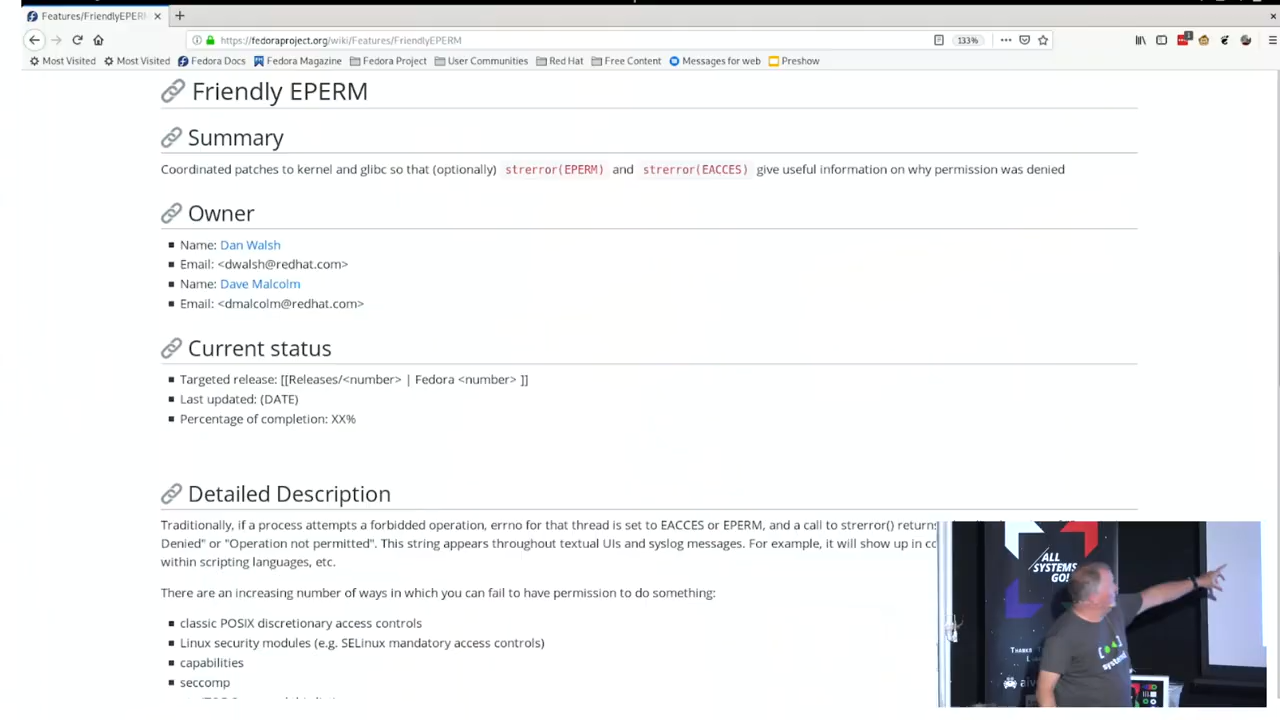 Features/FriendlyEPERM
https://fedoraproject.org/wiki/Features/FriendlyEPERM
133%
Most Visited
Most Visited
Fedora Docs
Fedora Magazine
Fedora Project
User Communities
Red Hat
Free Content
Messages for web
Preshow
Friendly EPERM
Summary
Coordinated patches to kernel and glibc so that (optionally) strerror(EPERM) and strerror(EACCES) give useful information on why permission was denied
Owner
Name: Dan Walsh
Email: <dwalsh@redhat.com>
Name: Dave Malcolm
Email: <dmalcolm@redhat.com>
Current status
Targeted release: [[Releases/<number> | Fedora <number> ]]
Last updated: (DATE)
Percentage of completion: XX%
Detailed Description
Traditionally, if a process attempts a forbidded operation, errno for that thread is set to EACCES or EPERM, and a call to strerror() returns
Denied" or "Operation not permitted". This string appears throughout textual UIs and syslog messages. For example, it will show up in
within scripting languages, etc.
There are an increasing number of ways in which you can fail to have permission to do something:
classic POSIX discretionary access controls
Linux security modules (e.g. SELinux mandatory access controls)
capabilities
seccomp
ALL
SYSTEMS
GO!